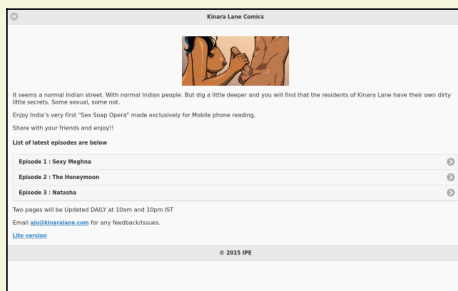 Kinara Lane Comics
It seems a normal Indian street. With normal Indian people. But dig a little deeper and you will find that the residents of Kinara Lane have their own dirty
little secrets. Some sexual, some not.
Enjoy India's very first "Sex Soap Opera" made exclusively for Mobile phone reading.
Share with your friends and enjoy!!
List of latest episodes are below
Episode 1 : Sexy Meghna
Episode 2 : The Honeymoon
Episode 3 : Natasha
Two pages will be Updated DAILY at 10am and 10pm IST
Email aju@kinaralane.com for any feedback/issues.
Lite version
© 2015 IPE